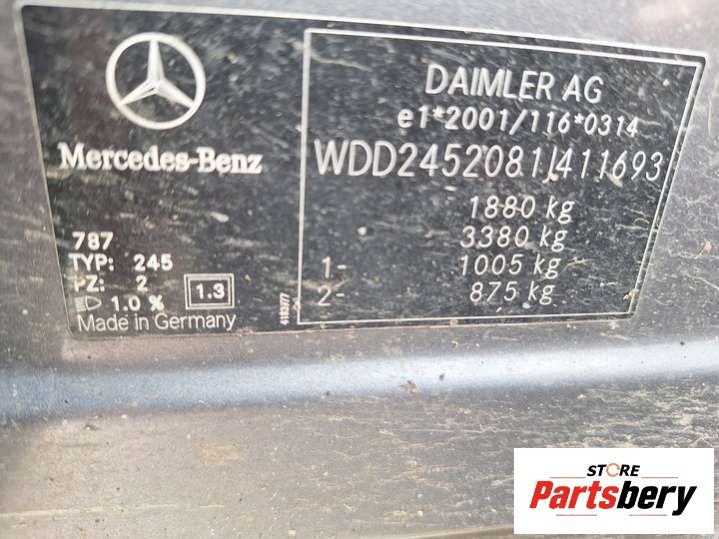 Mercedes-Benz
787
TYP: 245
PZ: 2
1.0 %
1.3
Made in Germany
DAIMLER AG
e1*2001/116*0314
WDD2452081J411693
1880 kg
3380 kg
1- 1005 kg
2- 875 kg
STORE
Partsbery